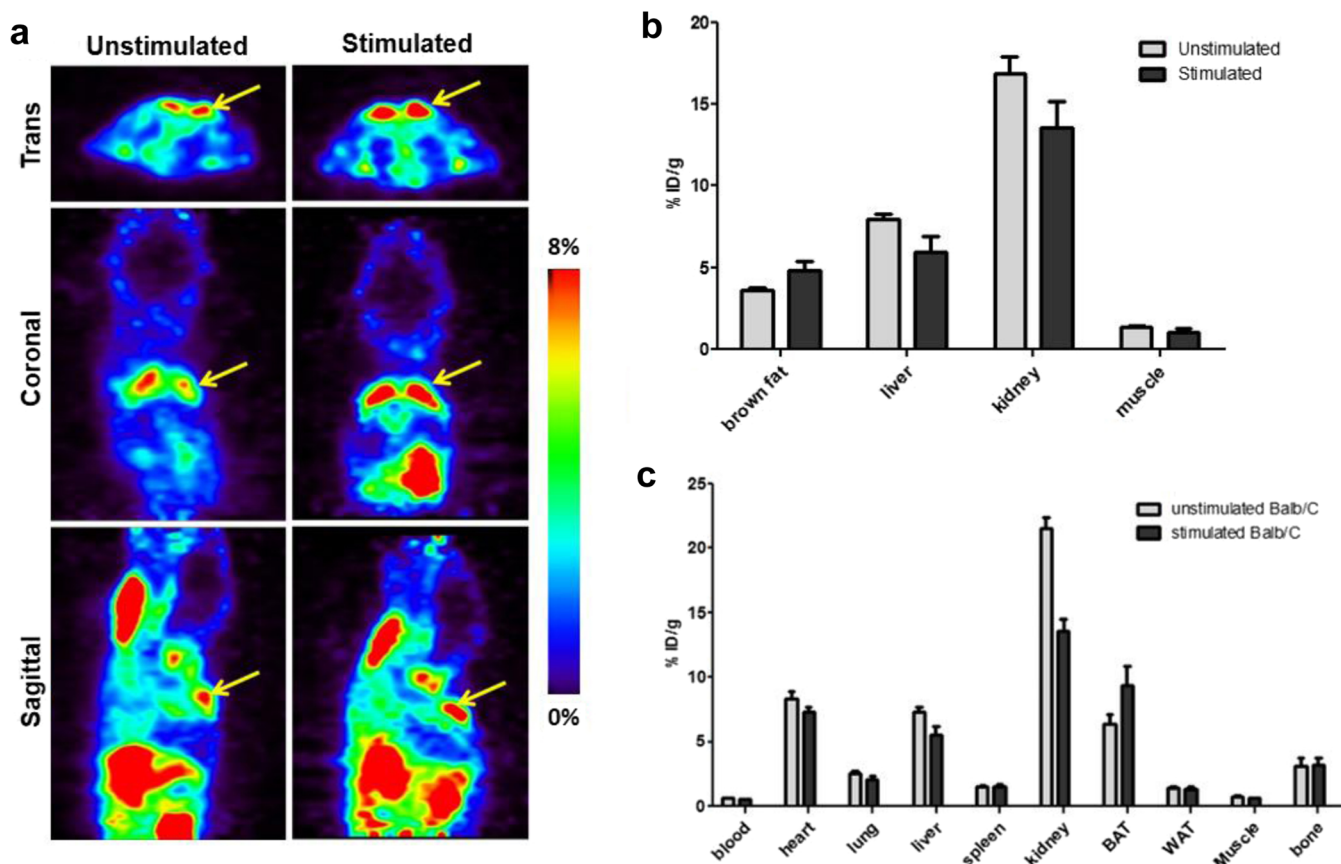 a
Unstimulated
Stimulated
Trans
Coronal
Sagittal
8%
0%
b
20
15
10
5
0
% ID/g
Unstimulated
Stimulated
brown fat
liver
kidney
muscle
c
25
20
15
10
5
0
% ID/g
unstimulated Balb/C
stimulated Balb/C
blood
heart
lung
liver
spleen
kidney
BAT
WAT
Muscle
bone